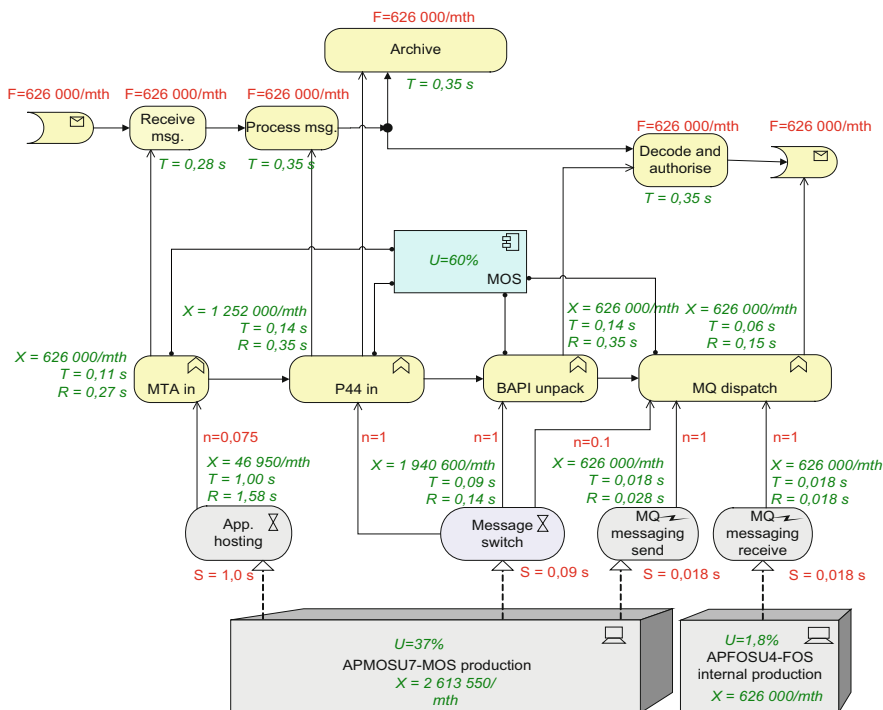 F=626 000/mth
Archive
T = 0,35 s
F=626 000/mth
F=626 000/mth
F=626 000/mth
Receive
msg.
Process msg.
T = 0,28 s
T = 0,35 s
F=626 000/mth
F=626 000/mth
Decode and
authorise
T = 0,35 s
U=60%
MOS
X = 626 000/mth
T = 0,11 s
R = 0,27 s
MTA in
X = 1 252 000/mth
T = 0,14 s
R = 0,35 s
P44 in
X = 626 000/mth
T = 0,14 s
R = 0,35 s
BAPI unpack
X = 626 000/mth
T = 0,06 s
R = 0,15 s
MQ dispatch
n=0,075
X = 46 950/mth
T = 1,00 s
R = 1,58 s
n=1
n=1
X = 1 940 600/mth
T = 0,09 s
R = 0,14 s
n=0.1
n=1
X = 626 000/mth
T = 0,018 s
R = 0,028 s
n=1
X = 626 000/mth
T = 0,018 s
R = 0,018 s
App.
hosting
Message
switch
MQ
messaging
send
MQ
messaging
receive
S = 1,0 s
S = 0,09 s
S = 0,018 s
S = 0,018 s
U=37%
APMOSU7-MOS production
X = 2 613 550/
mth
U=1,8%
APFOSU4-FOS
internal production
X = 626 000/mth